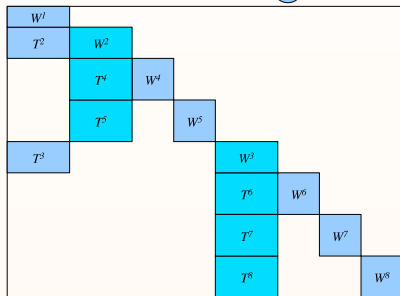 W¹
T² W²
T⁴ W⁴
T⁵ W⁵
T³ W³
T⁶ W⁶
T⁷ W⁷
T⁸ W⁸